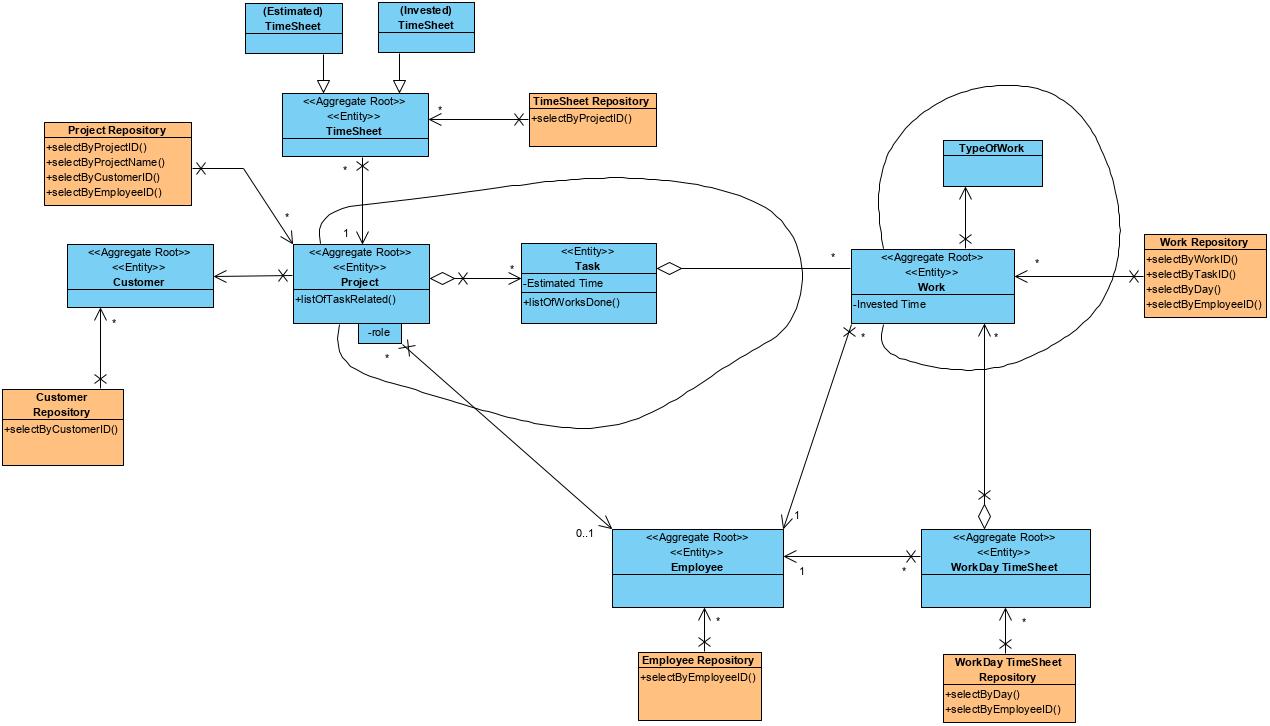 (Estimated)
TimeSheet
(Invested)
TimeSheet
<<Aggregate Root>>
<<Entity>>
TimeSheet
*
TimeSheet Repository
+selectByProjectID()
Project Repository
+selectByProjectID()
+selectByProjectName()
+selectByCustomerID()
+selectByEmployeeID()
*
*
1
TypeOfWork
<<Aggregate Root>>
<<Entity>>
Customer
*
<<Aggregate Root>>
<<Entity>>
Project
+listOfTaskRelated()
-role
*
*
<<Entity>>
Task
-Estimated Time
+listOfWorksDone()
*
<<Aggregate Root>>
<<Entity>>
Work
-Invested Time
*
*
*
Work Repository
+selectByWorkID()
+selectByTaskID()
+selectByDay()
+selectByEmployeeID()
Customer
Repository
+selectByCustomerID()
0..1
1
<<Aggregate Root>>
<<Entity>>
Employee
1
*
<<Aggregate Root>>
<<Entity>>
WorkDay TimeSheet
*
*
Employee Repository
+selectByEmployeeID()
WorkDay TimeSheet
Repository
+selectByDay()
+selectByEmployeeID()